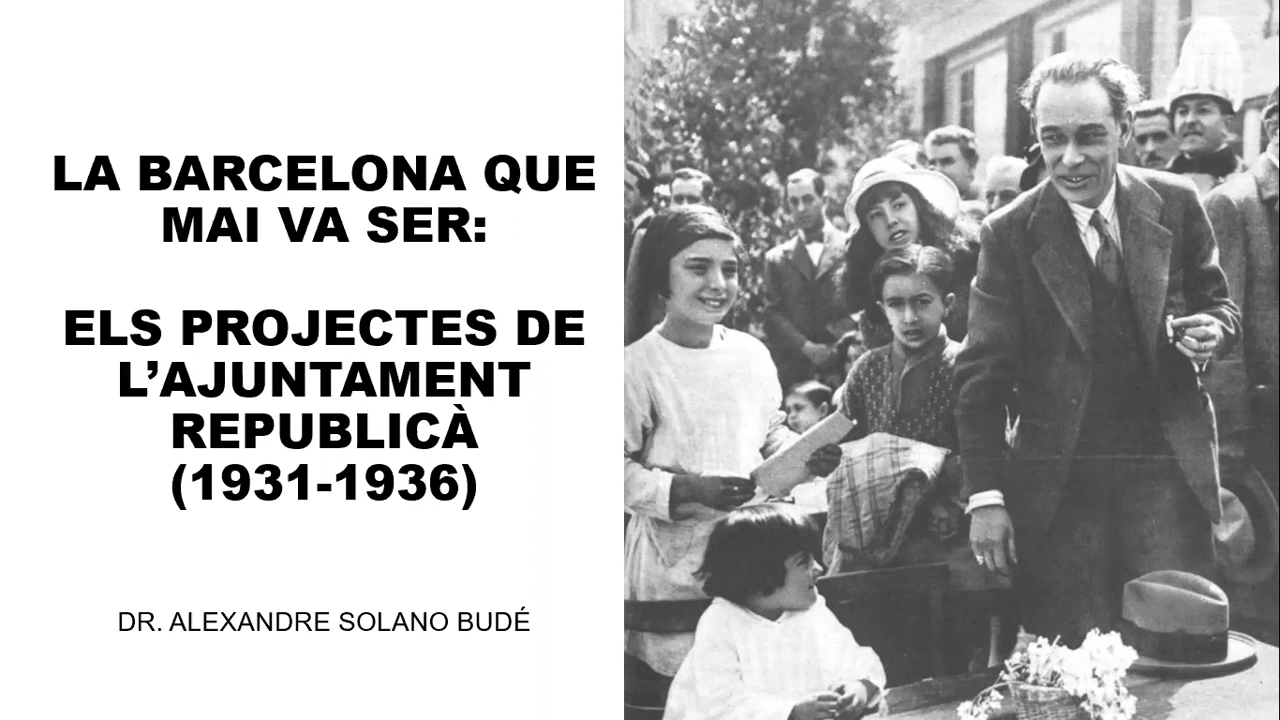 LA BARCELONA QUE
MAI VA SER:
ELS PROJECTES DE
L’AJUNTAMENT
REPUBLICÀ
(1931-1936)
DR. ALEXANDRE SOLANO BUDÉ